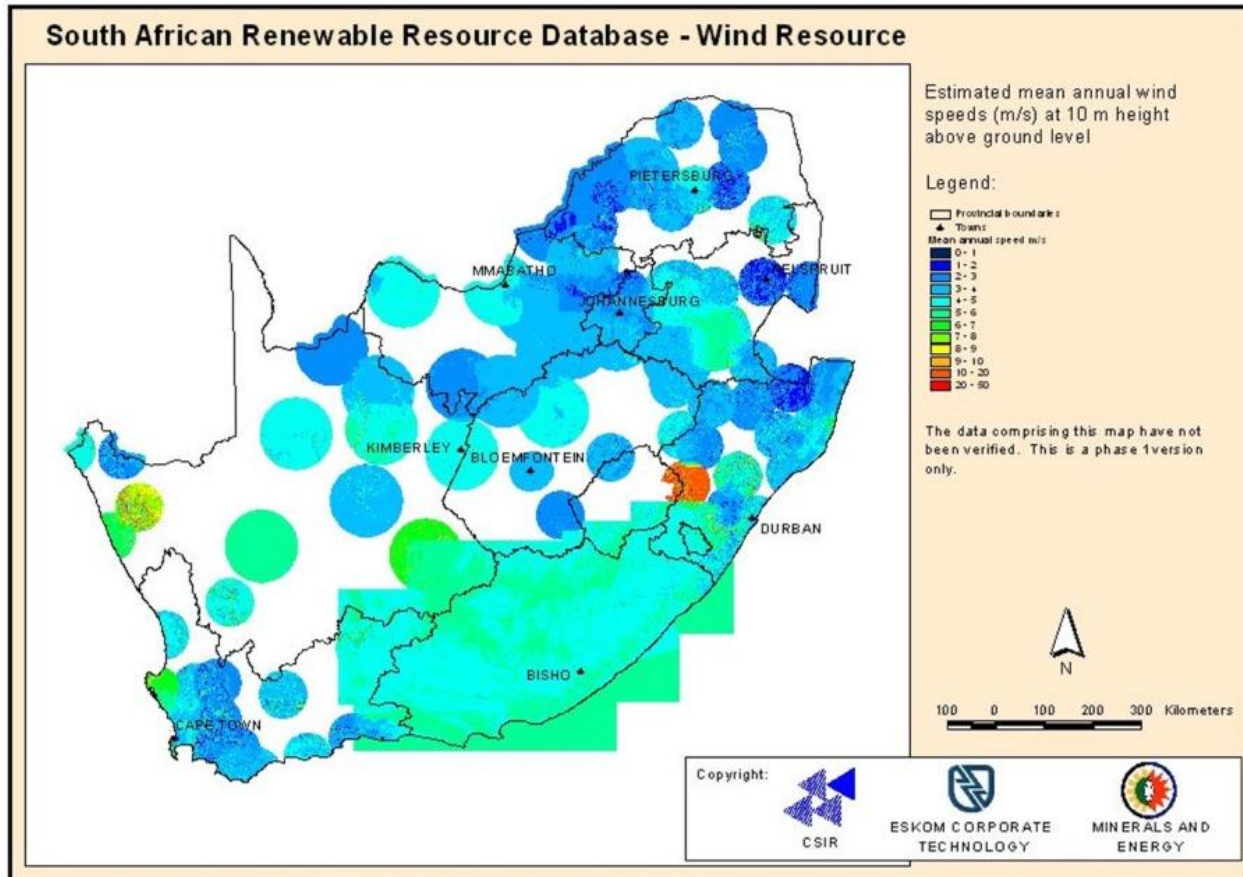 South African Renewable Resource Database - Wind Resource
Estimated mean annual wind
speeds (m/s) at 10 m height
above ground level
Legend:
Provincial boundaries
Towns
Mean annual speed m/s
0 - 1
1 - 2
2 - 3
3 - 4
4 - 5
5 - 6
6 - 7
7 - 8
8 - 9
9 - 10
10 - 20
20 - 50
The data comprising this map have not
been verified. This is a phase 1version
only.
PIETERSBURG
MMABATHO
NELSPRUIT
JOHANNESBURG
KIMBERLEY
BLOEMFONTEIN
DURBAN
BISHO
CAPE TOWN
N
100 0 100 200 300 Kilometers
Copyright:
CSIR
ESKOM CORPORATE
TECHNOLOGY
MINERALS AND
ENERGY